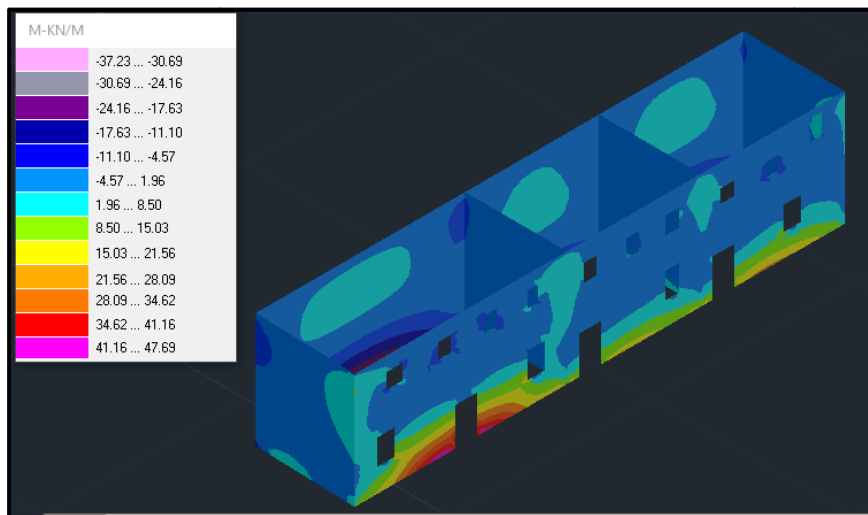 M-KN/M
-37.23 ... -30.69
-30.69 ... -24.16
-24.16 ... -17.63
-17.63 ... -11.10
-11.10 ... -4.57
-4.57 ... 1.96
1.96 ... 8.50
8.50 ... 15.03
15.03 ... 21.56
21.56 ... 28.09
28.09 ... 34.62
34.62 ... 41.16
41.16 ... 47.69